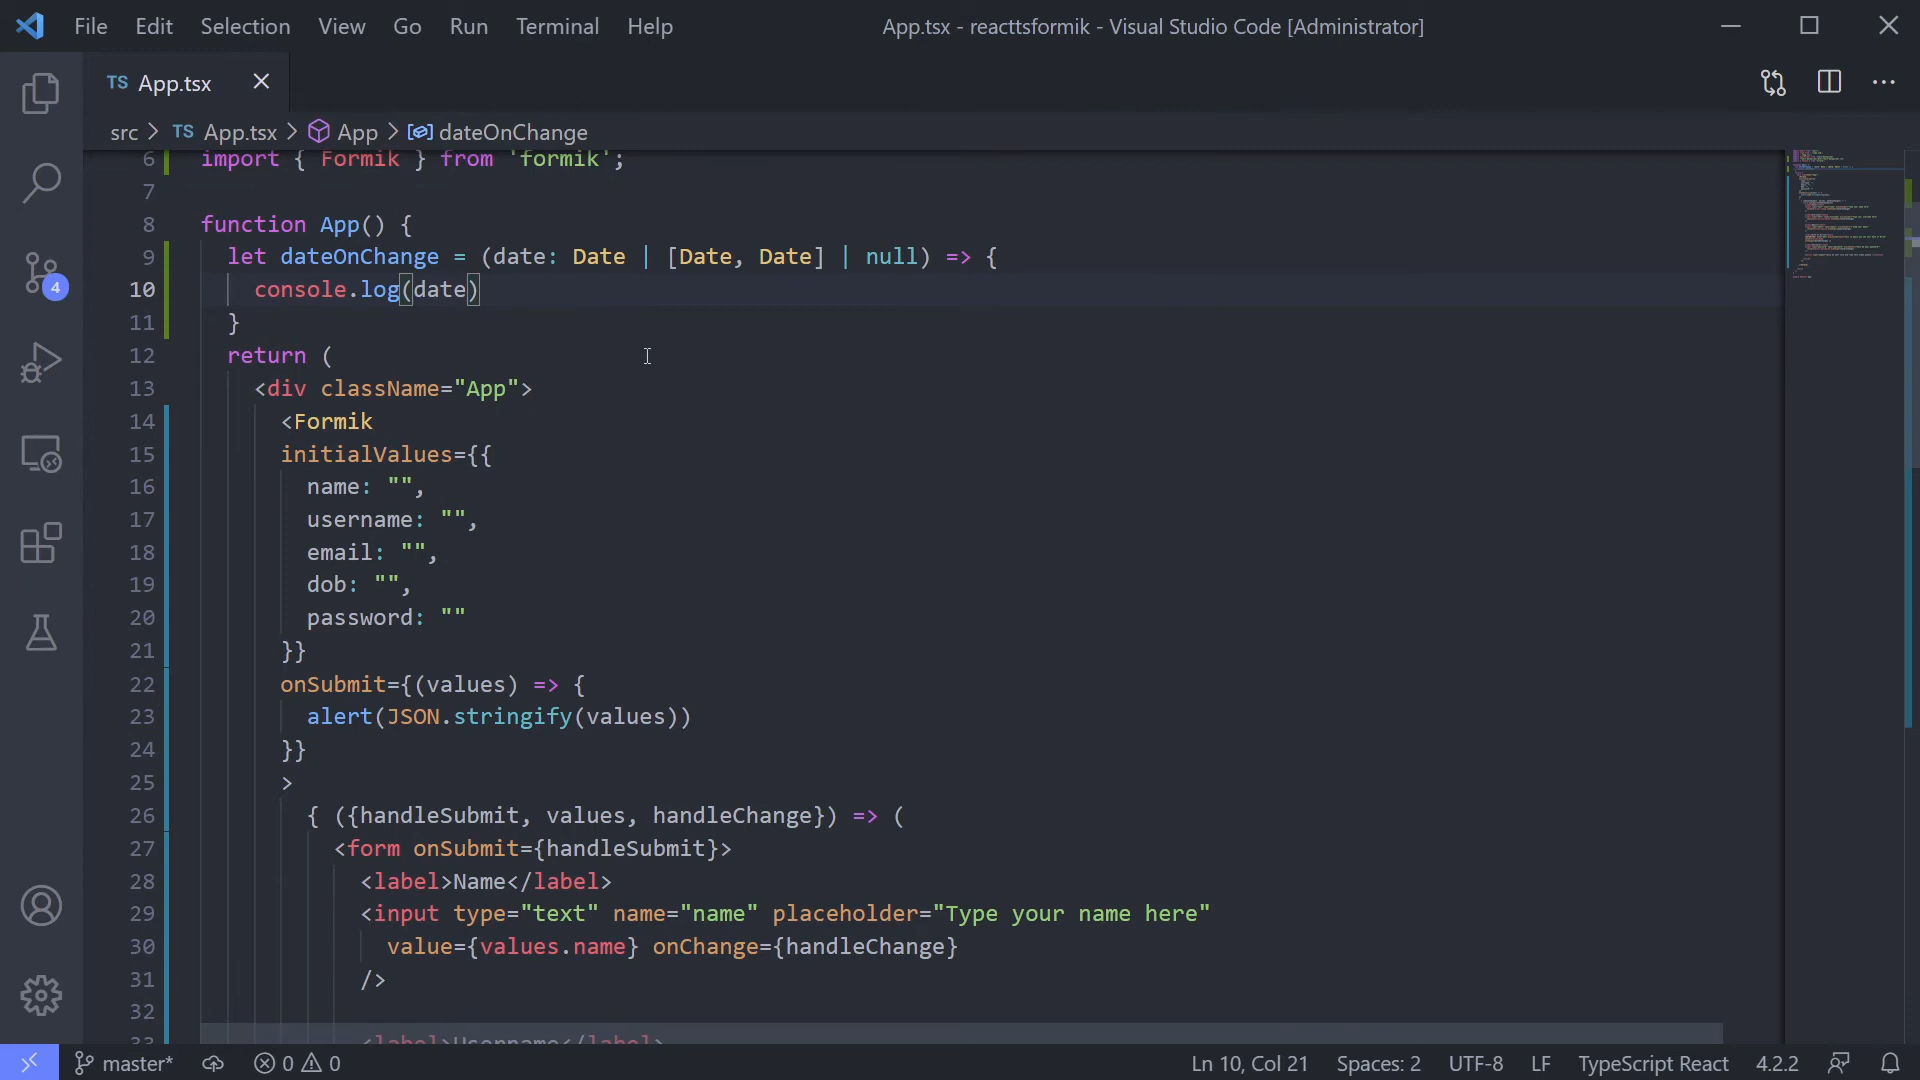 File Edit Selection View Go Run Terminal Help App.tsx - reacttsformik - Visual Studio Code [Administrator]
TS App.tsx
src > TS App.tsx > App > dateOnChange
6 import { Formik } from 'formik';
7
8 function App() {
9 let dateOnChange = (date: Date | [Date, Date] | null) => {
10 console.log(date)
11 }
12 return (
13 <div className="App">
14 <Formik
15 initialValues={{
16 name: "",
17 username: "",
18 email: "",
19 dob: "",
20 password: ""
21 }}
22 onSubmit={(values) => {
23 alert(JSON.stringify(values))
24 }}
25 >
26 { ({handleSubmit, values, handleChange}) => (
27 <form onSubmit={handleSubmit}>
28 <label>Name</label>
29 <input type="text" name="name" placeholder="Type your name here"
30 value={values.name} onChange={handleChange}
31 />
32
33 <label>Username</label>
4
master* 0 0 Ln 10, Col 21 Spaces: 2 UTF-8 LF TypeScript React 4.2.2